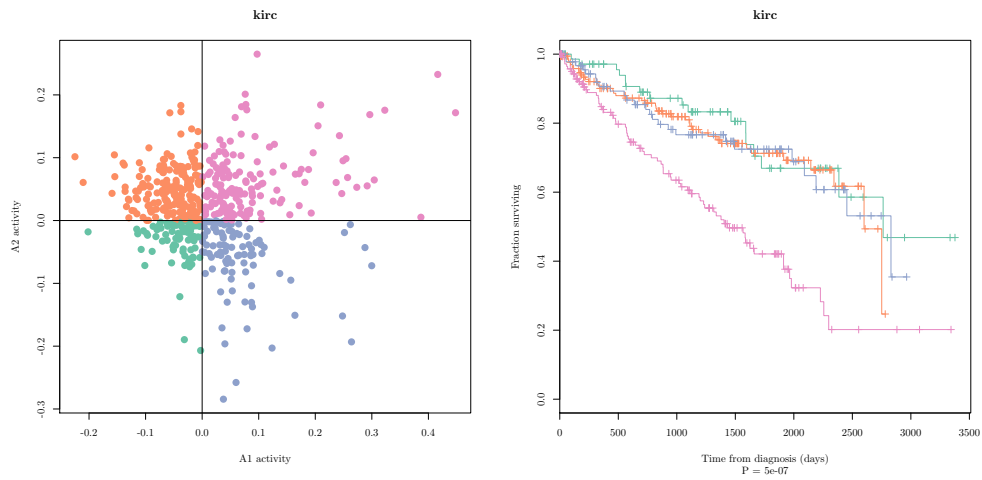 kirc
A2 activity
0.2
0.1
0.0
-0.1
-0.2
-0.3
-0.2 -0.1 0.0 0.1 0.2 0.3 0.4
A1 activity
kirc
Fraction surviving
1.0
0.8
0.6
0.4
0.2
0.0
0 500 1000 1500 2000 2500 3000 3500
Time from diagnosis (days)
P = 5e-07